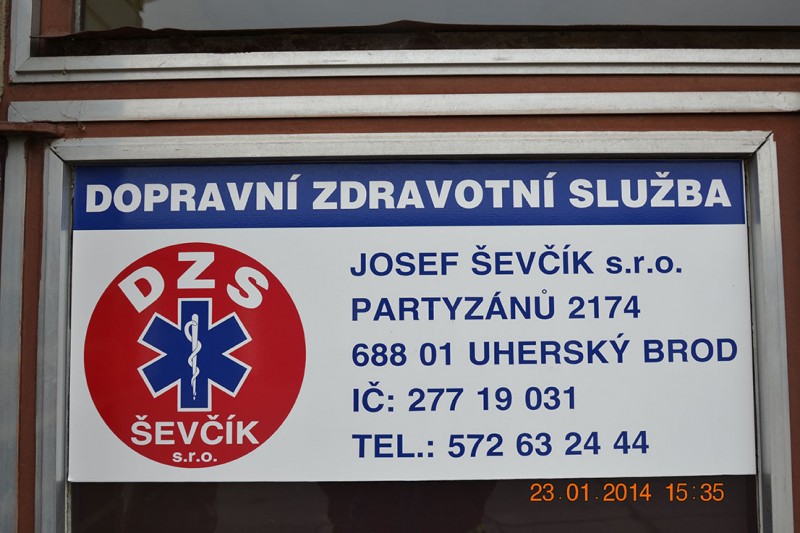 DOPRAVNÍ ZDRAVOTNÍ SLUŽBA
DZS
ŠEVČÍK
s.r.o.
JOSEF ŠEVČÍK s.r.o.
PARTYZÁNŮ 2174
688 01 UHERSKÝ BROD
IČ: 277 19 031
TEL.: 572 63 24 44
23.01.2014 15:35